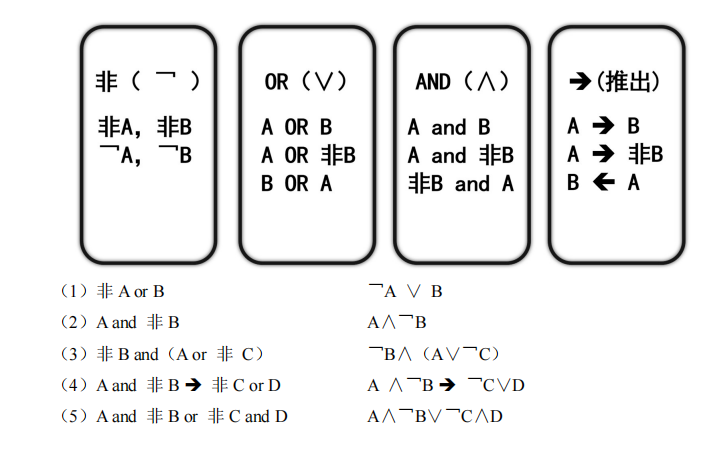 非（ ￢ ）
非A，非B
￢A，￢B
OR（∨）
A OR B
A OR 非B
B OR A
AND（∧）
A and B
A and 非B
非B and A
➔(推出)
A ➔ B
A ➔ 非B
B 🡰 A
（1）非 A or B ￢A ∨ B
（2）A and 非 B A∧￢B
（3）非 B and（A or 非 C） ￢B∧（A∨￢C）
（4）A and 非 B ➔ 非 C or D A ∧￢B ➔ ￢C∨D
（5）A and 非 B or 非 C and D A∧￢B∨￢C∧D